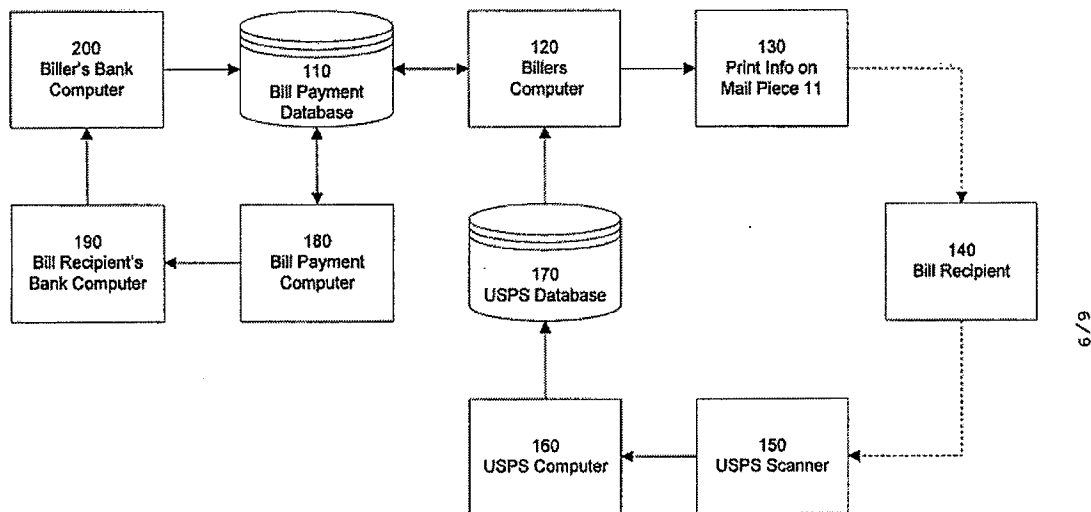 200
Biller's Bank
Computer
110
Bill Payment
Database
120
Billers
Computer
130
Print Info on
Mail Piece 11
190
Bill Recipient's
Bank Computer
180
Bill Payment
Computer
170
USPS Database
140
Bill Recipient
6/9
160
USPS Computer
150
USPS Scanner